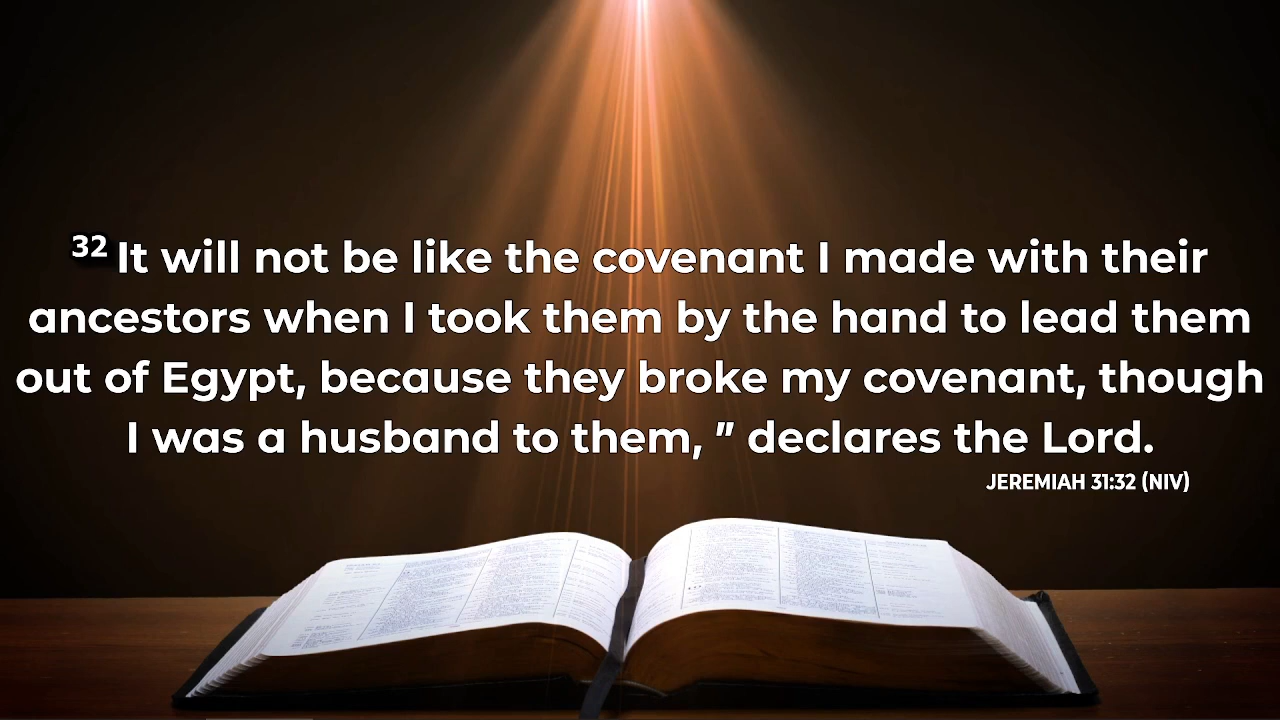 32 It will not be like the covenant I made with their
ancestors when I took them by the hand to lead them
out of Egypt, because they broke my covenant, though
I was a husband to them, ” declares the Lord.
JEREMIAH 31:32 (NIV)